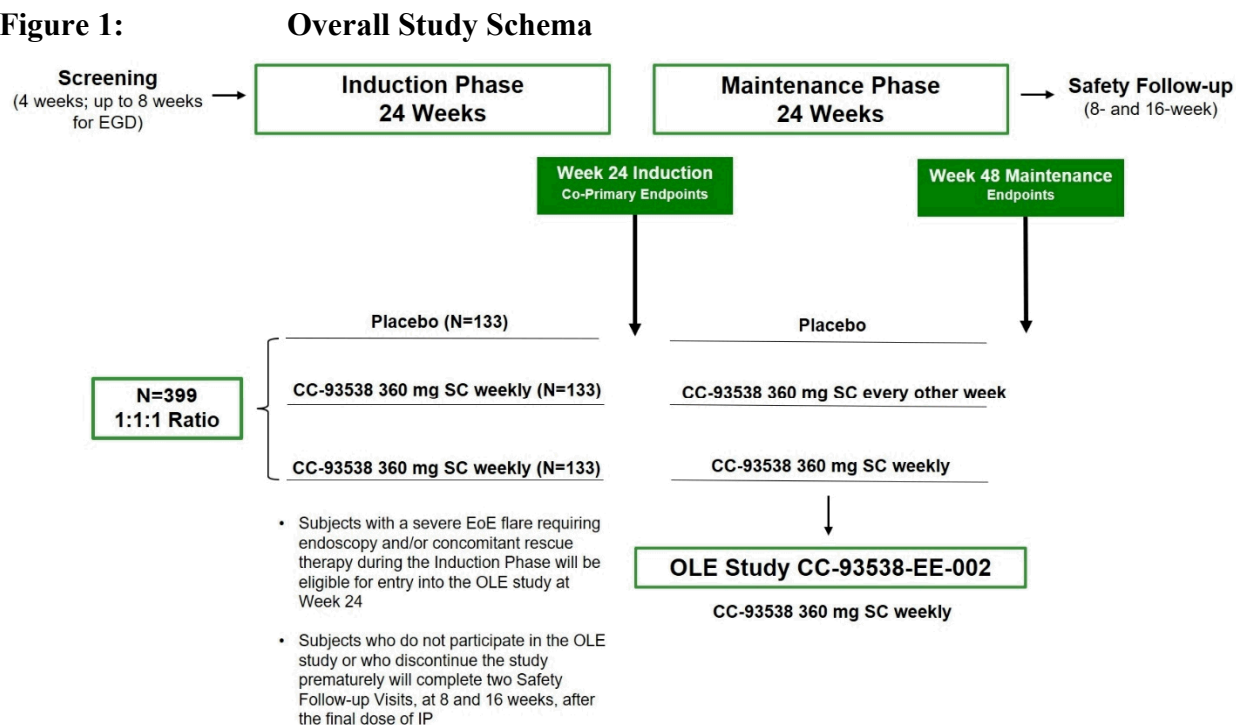 Figure 1: Overall Study Schema
Screening
(4 weeks; up to 8 weeks
for EGD)
Induction Phase
24 Weeks
Maintenance Phase
24 Weeks
Safety Follow-up
(8- and 16-week)
Week 24 Induction
Co-Primary Endpoints
Week 48 Maintenance
Endpoints
N=399
1:1:1 Ratio
Placebo (N=133)
Placebo
CC-93538 360 mg SC weekly (N=133)
CC-93538 360 mg SC every other week
CC-93538 360 mg SC weekly (N=133)
CC-93538 360 mg SC weekly
• Subjects with a severe EoE flare requiring
endoscopy and/or concomitant rescue
therapy during the Induction Phase will be
eligible for entry into the OLE study at
Week 24
• Subjects who do not participate in the OLE
study or who discontinue the study
prematurely will complete two Safety
Follow-up Visits, at 8 and 16 weeks, after
the final dose of IP
OLE Study CC-93538-EE-002
CC-93538 360 mg SC weekly